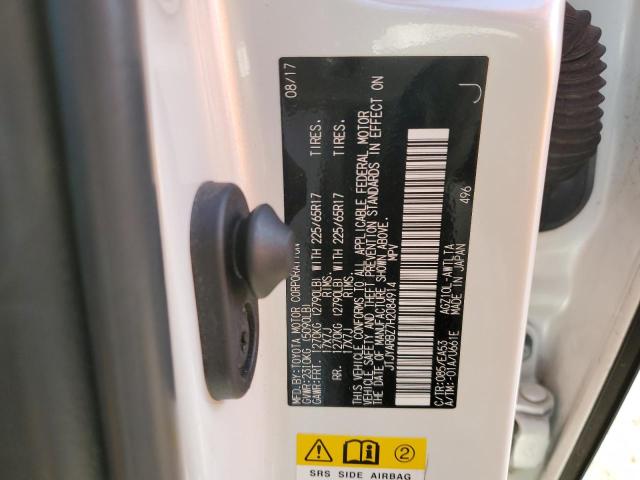 MFD.BY:TOYOTA MOTOR CORPORATION 08/17
GVWR:2310KG (5090LB)
GAWR:FRT. 1270KG (2790LB) WITH 225/65R17 TIRES.
17X7J RIMS.
RR. 1270KG (2790LB) WITH 225/65R17 TIRES.
17X7J RIMS.
THIS VEHICLE CONFORMS TO ALL APPLICABLE FEDERAL MOTOR
VEHICLE SAFETY AND THEFT PREVENTION STANDARDS IN EFFECT ON
THE DATE OF MANUFACTURE SHOWN ABOVE.
MPV
C/TR:085/EA53 AGZ10L-AWTLTA
A/TM:-01A/U661E MADE IN JAPAN
496
J
2
SRS SIDE AIRBAG